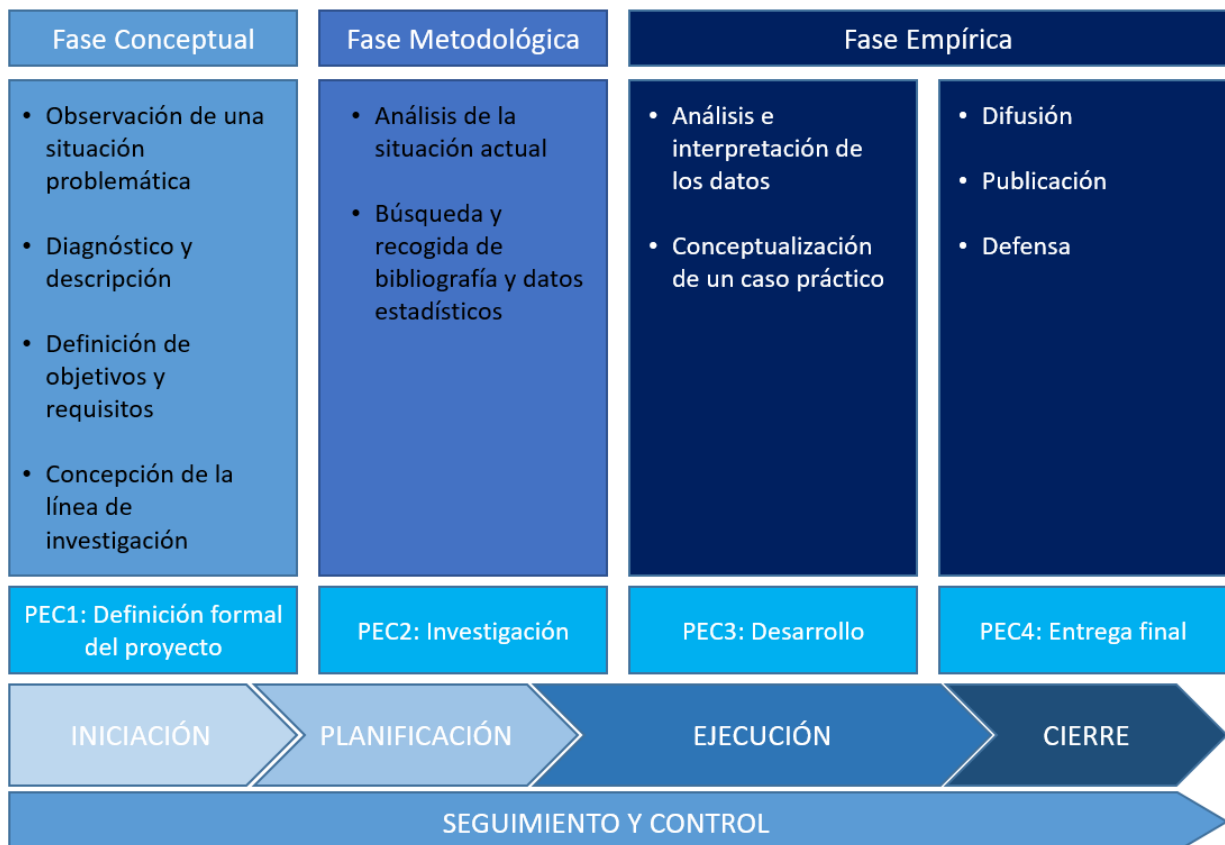 Fase Conceptual
Fase Metodológica
Fase Empírica
• Observación de una
situación
problemática
• Diagnóstico y
descripción
• Definición de
objetivos y
requisitos
• Concepción de la
línea de
investigación
• Análisis de la
situación actual
• Búsqueda y
recogida de
bibliografía y datos
estadísticos
• Análisis e
interpretación de
los datos
• Conceptualización
de un caso práctico
• Difusión
• Publicación
• Defensa
PEC1: Definición formal
del proyecto
PEC2: Investigación
PEC3: Desarrollo
PEC4: Entrega final
INICIACIÓN
PLANIFICACIÓN
EJECUCIÓN
CIERRE
SEGUIMIENTO Y CONTROL